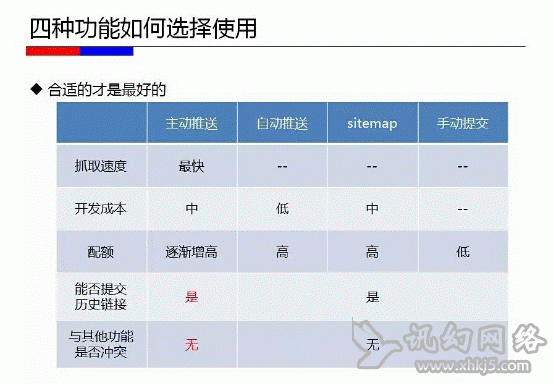 四种功能如何选择使用
◆ 合适的才是最好的
主动推送 自动推送 sitemap 手动提交
抓取速度 最快 -- -- --
开发成本 中 低 中 --
配额 逐渐增高 高 高 低
能否提交
历史链接 是 是
与其他功能
是否冲突 无 无
讯幻网络
www.xhkj5.com